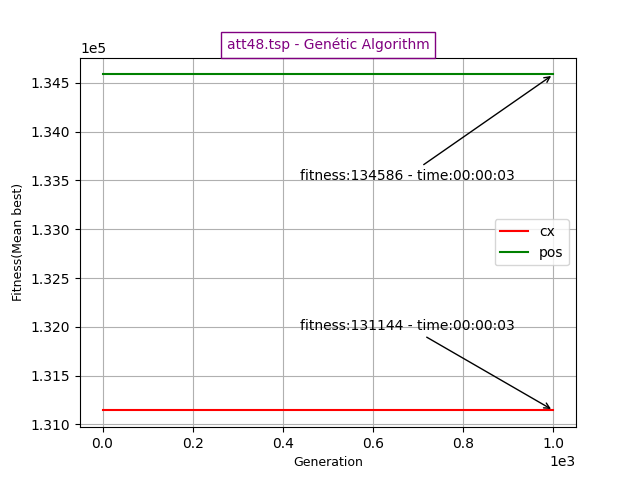 att48.tsp - Genétic Algorithm
1e5
1.345
1.340
1.335
1.330
1.325
1.320
1.315
1.310
Fitness(Mean best)
fitness:134586 - time:00:00:03
cx
pos
fitness:131144 - time:00:00:03
0.0 0.2 0.4 0.6 0.8 1.0
Generation
1e3